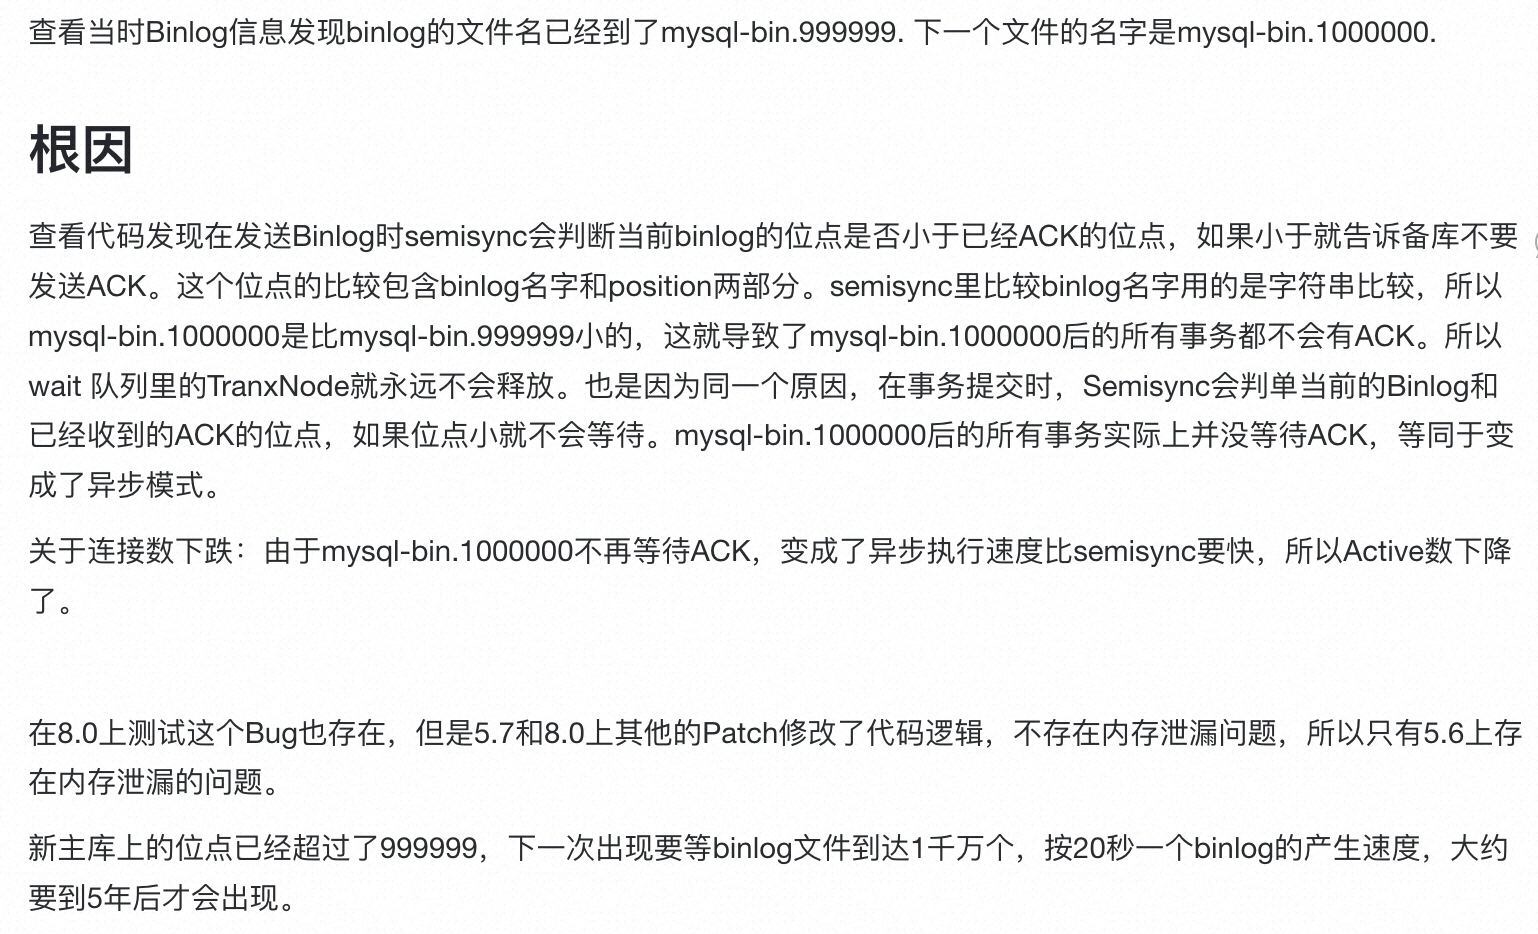 查看当时Binlog信息发现binlog的文件名已经到了mysql-bin.999999. 下一个文件的名字是mysql-bin.1000000.
根因
查看代码发现在发送Binlog时semisync会判断当前binlog的位点是否小于已经ACK的位点，如果小于就告诉备库不要
发送ACK。这个位点的比较包含binlog名字和position两部分。semisync里比较binlog名字用的是字符串比较，所以
mysql-bin.1000000是比mysql-bin.999999小的，这就导致了mysql-bin.1000000后的所有事务都不会有ACK。所以
wait 队列里的TranxNode就永远不会释放。也是因为同一个原因，在事务提交时，Semisync会判单当前的Binlog和
已经收到的ACK的位点，如果位点小就不会等待。mysql-bin.1000000后的所有事务实际上并没等待ACK，等同于变
成了异步模式。
关于连接数下跌：由于mysql-bin.1000000不再等待ACK，变成了异步执行速度比semisync要快，所以Active数下降
了。
在8.0上测试这个Bug也存在，但是5.7和8.0上其他的Patch修改了代码逻辑，不存在内存泄漏问题，所以只有5.6上存
在内存泄漏的问题。
新主库上的位点已经超过了999999，下一次出现要等binlog文件到达1千万个，按20秒一个binlog的产生速度，大约
要到5年后才会出现。